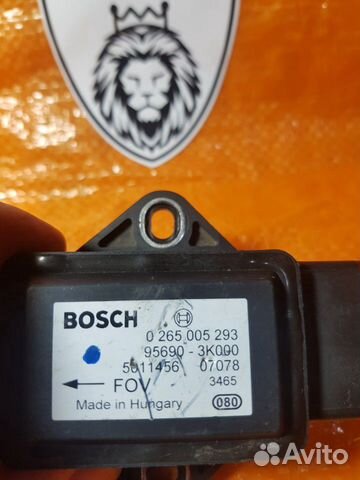 BOSCH 0 265 005 293
95690 - 3K000
5011456 07078
FOV 3465
Made in Hungary 080
Avito